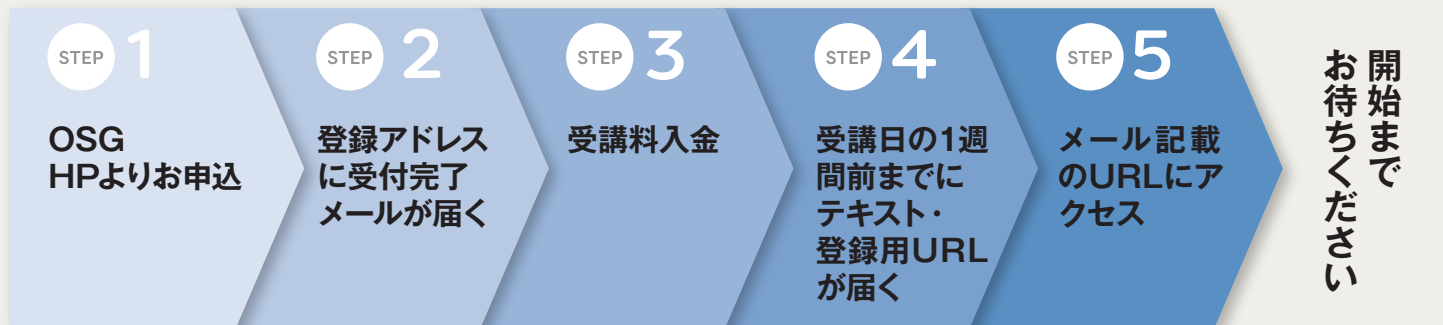 STEP 1
OSG
HPよりお申込
STEP 2
登録アドレス
に受付完了
メールが届く
STEP 3
受講料入金
STEP 4
受講日の1週
間前までに
テキスト・
登録用URL
が届く
STEP 5
メール記載
のURLにア
クセス
開始まで
お待ちください